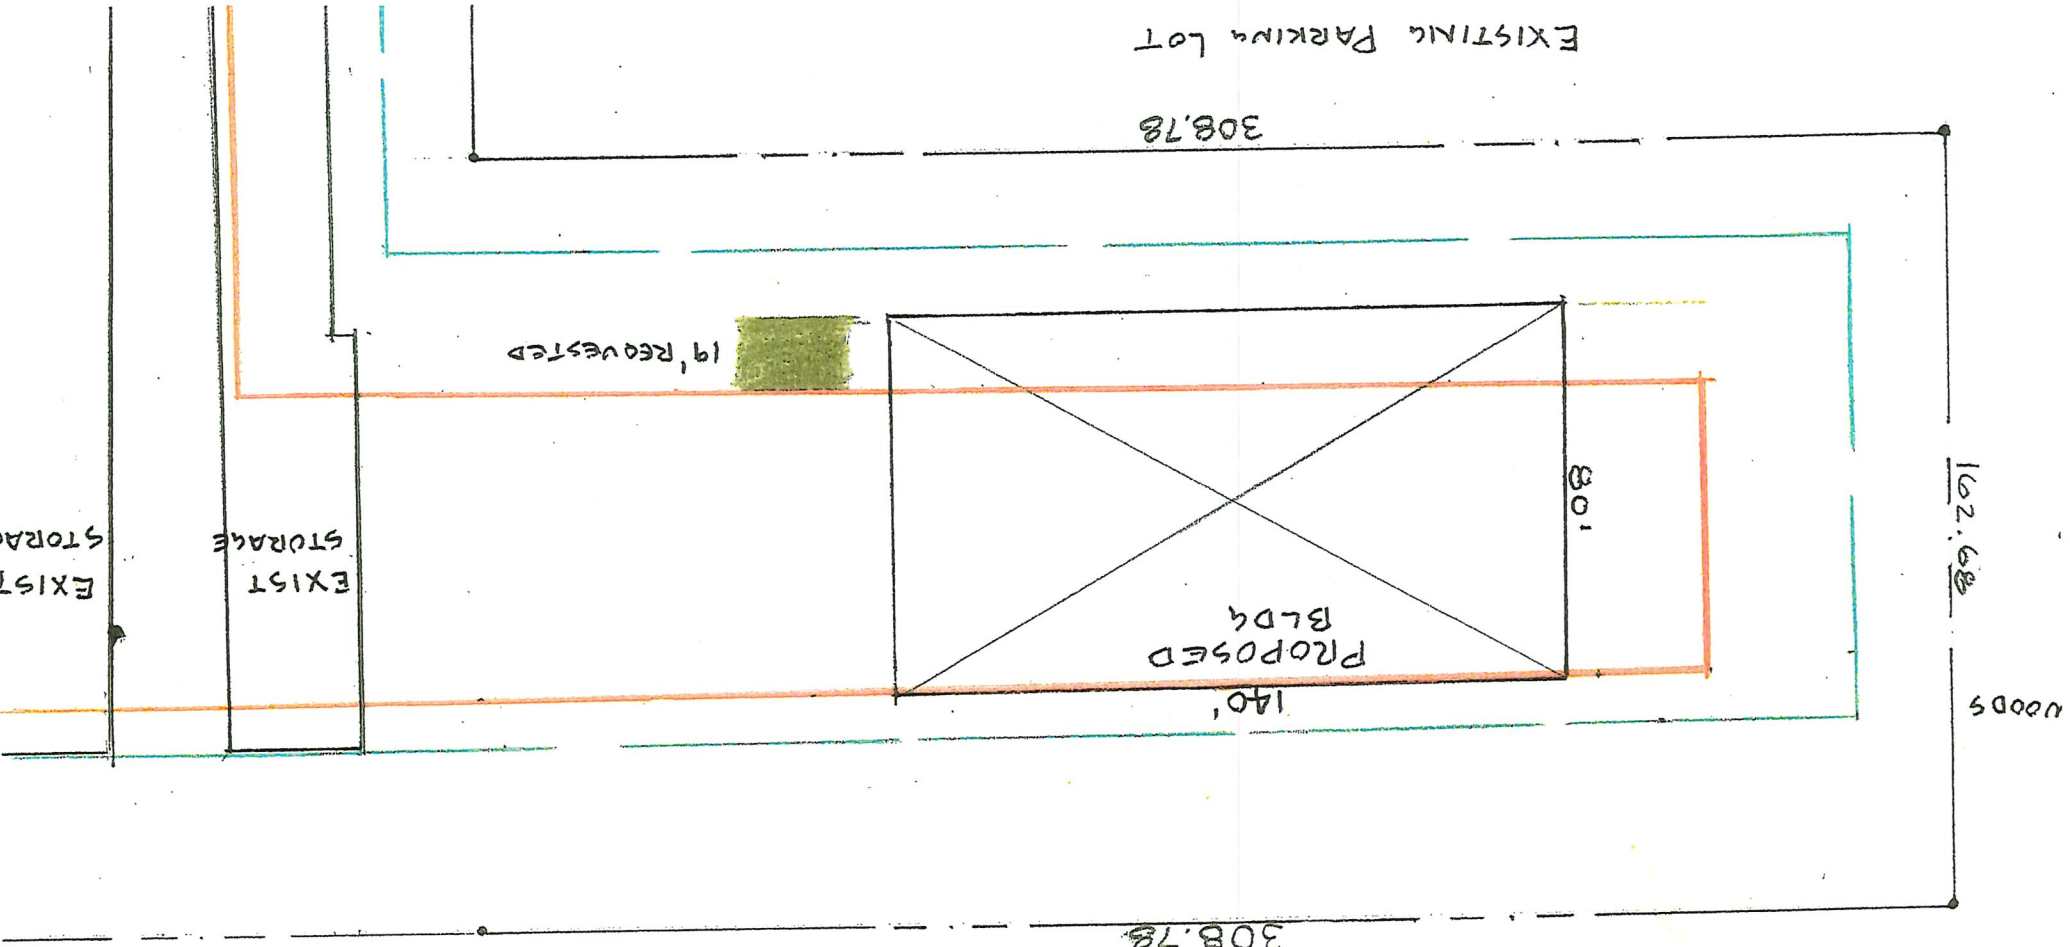 308.78
WOODS
140'
PROPOSED
BLDG
EXIST
STORAGE
EXIST
STORAG
162.68
80'
19' REQUESTED
308.78
EXISTING PARKING LOT